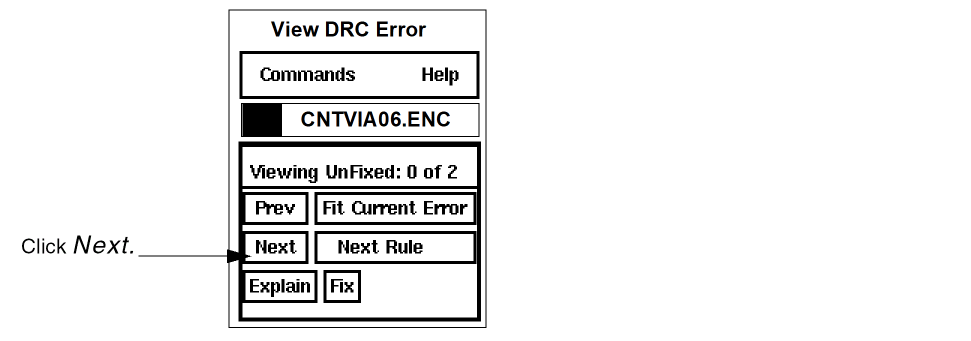 View DRC Error
Commands Help
CNTVIA06.ENC
Viewing UnFixed: 0 of 2
Prev Fit Current Error
Click Next. Next Next Rule
Explain Fix